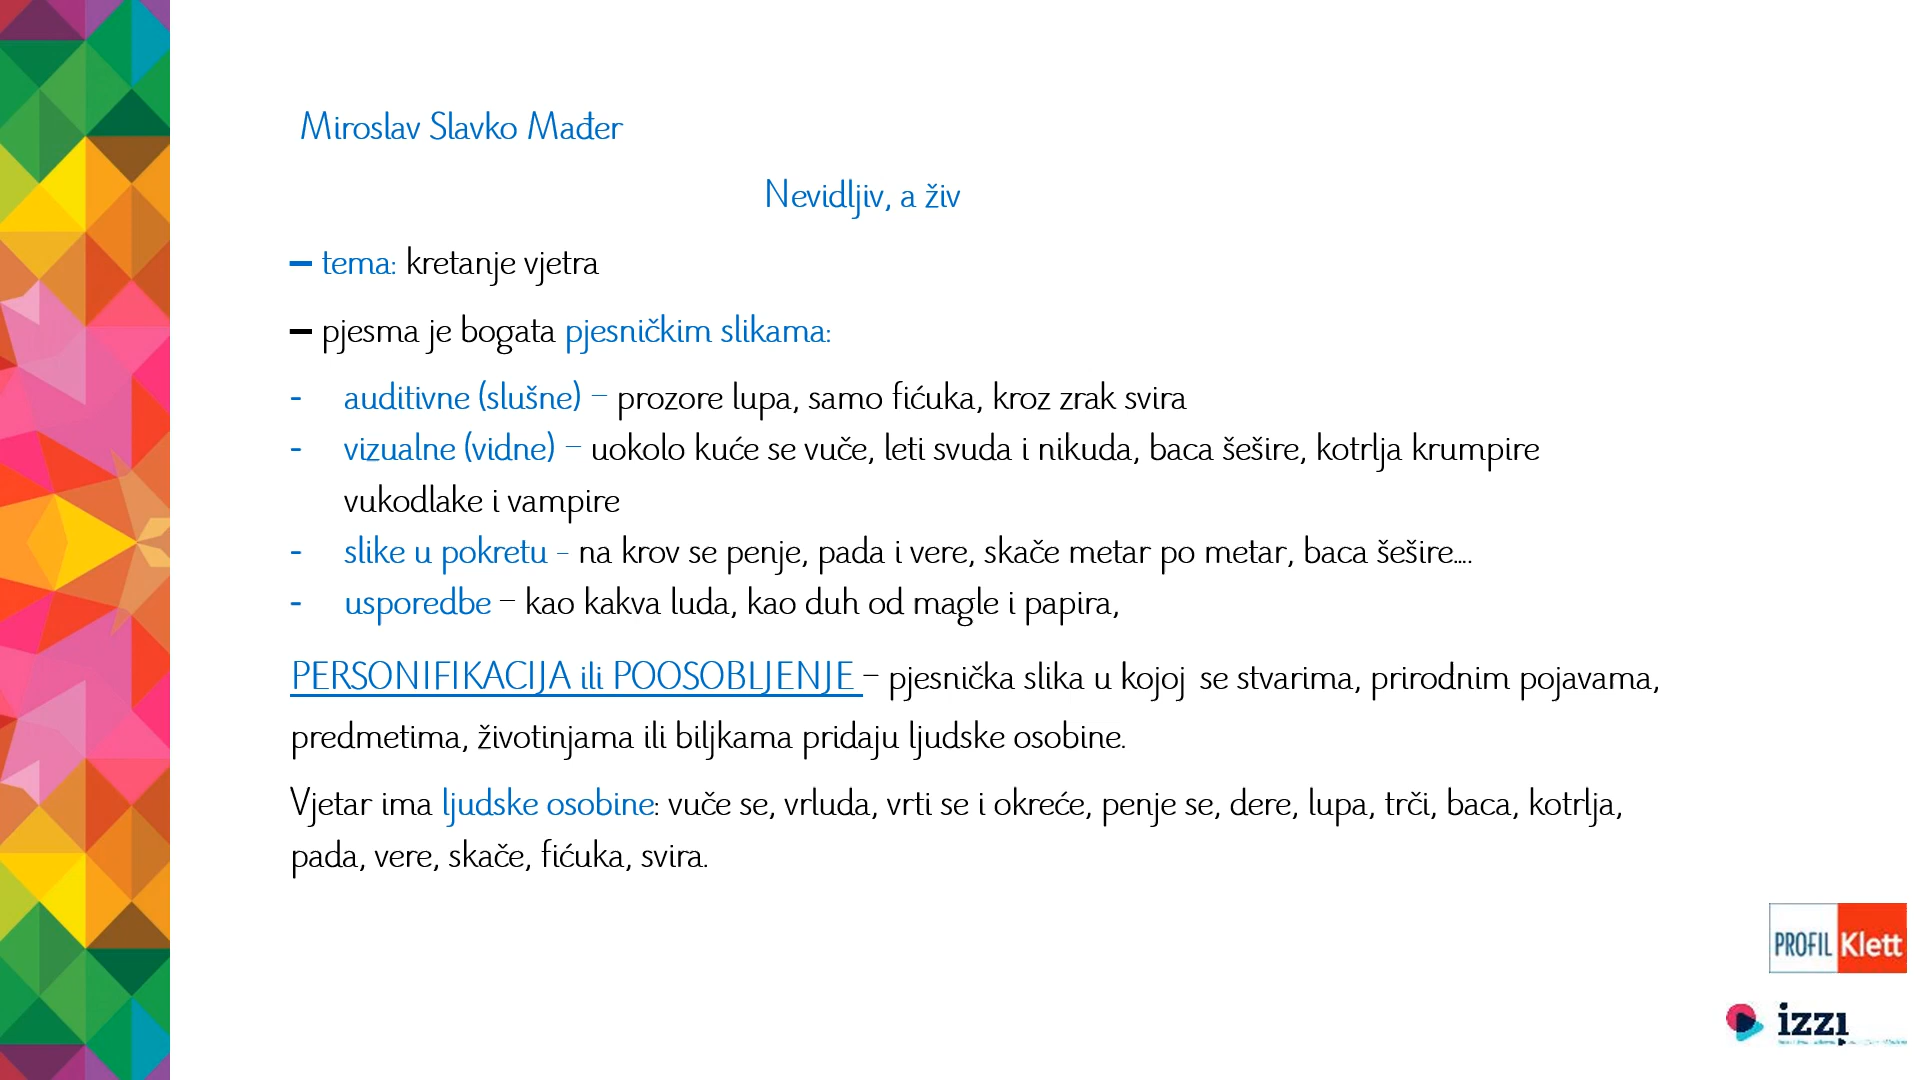 Miroslav Slavko Mađer
Nevidljiv, a živ
– tema: kretanje vjetra
– pjesma je bogata pjesničkim slikama:
- auditivne (slušne) – prozore lupa, samo fićuka, kroz zrak svira
- vizualne (vidne) – uokolo kuće se vuče, leti svuda i nikuda, baca šešire, kotrlja krumpire
vukodlake i vampire
- slike u pokretu - na krov se penje, pada i vere, skače metar po metar, baca šešire....
- usporedbe – kao kakva luda, kao duh od magle i papira,
PERSONIFIKACIJA ili POOSOBLJENJE – pjesnička slika u kojoj se stvarima, prirodnim pojavama,
predmetima, životinjama ili biljkama pridaju ljudske osobine.
Vjetar ima ljudske osobine: vuče se, vrluda, vrti se i okreće, penje se, dere, lupa, trči, baca, kotrlja,
pada, vere, skače, fićuka, svira.
PROFIL Klett
izzi